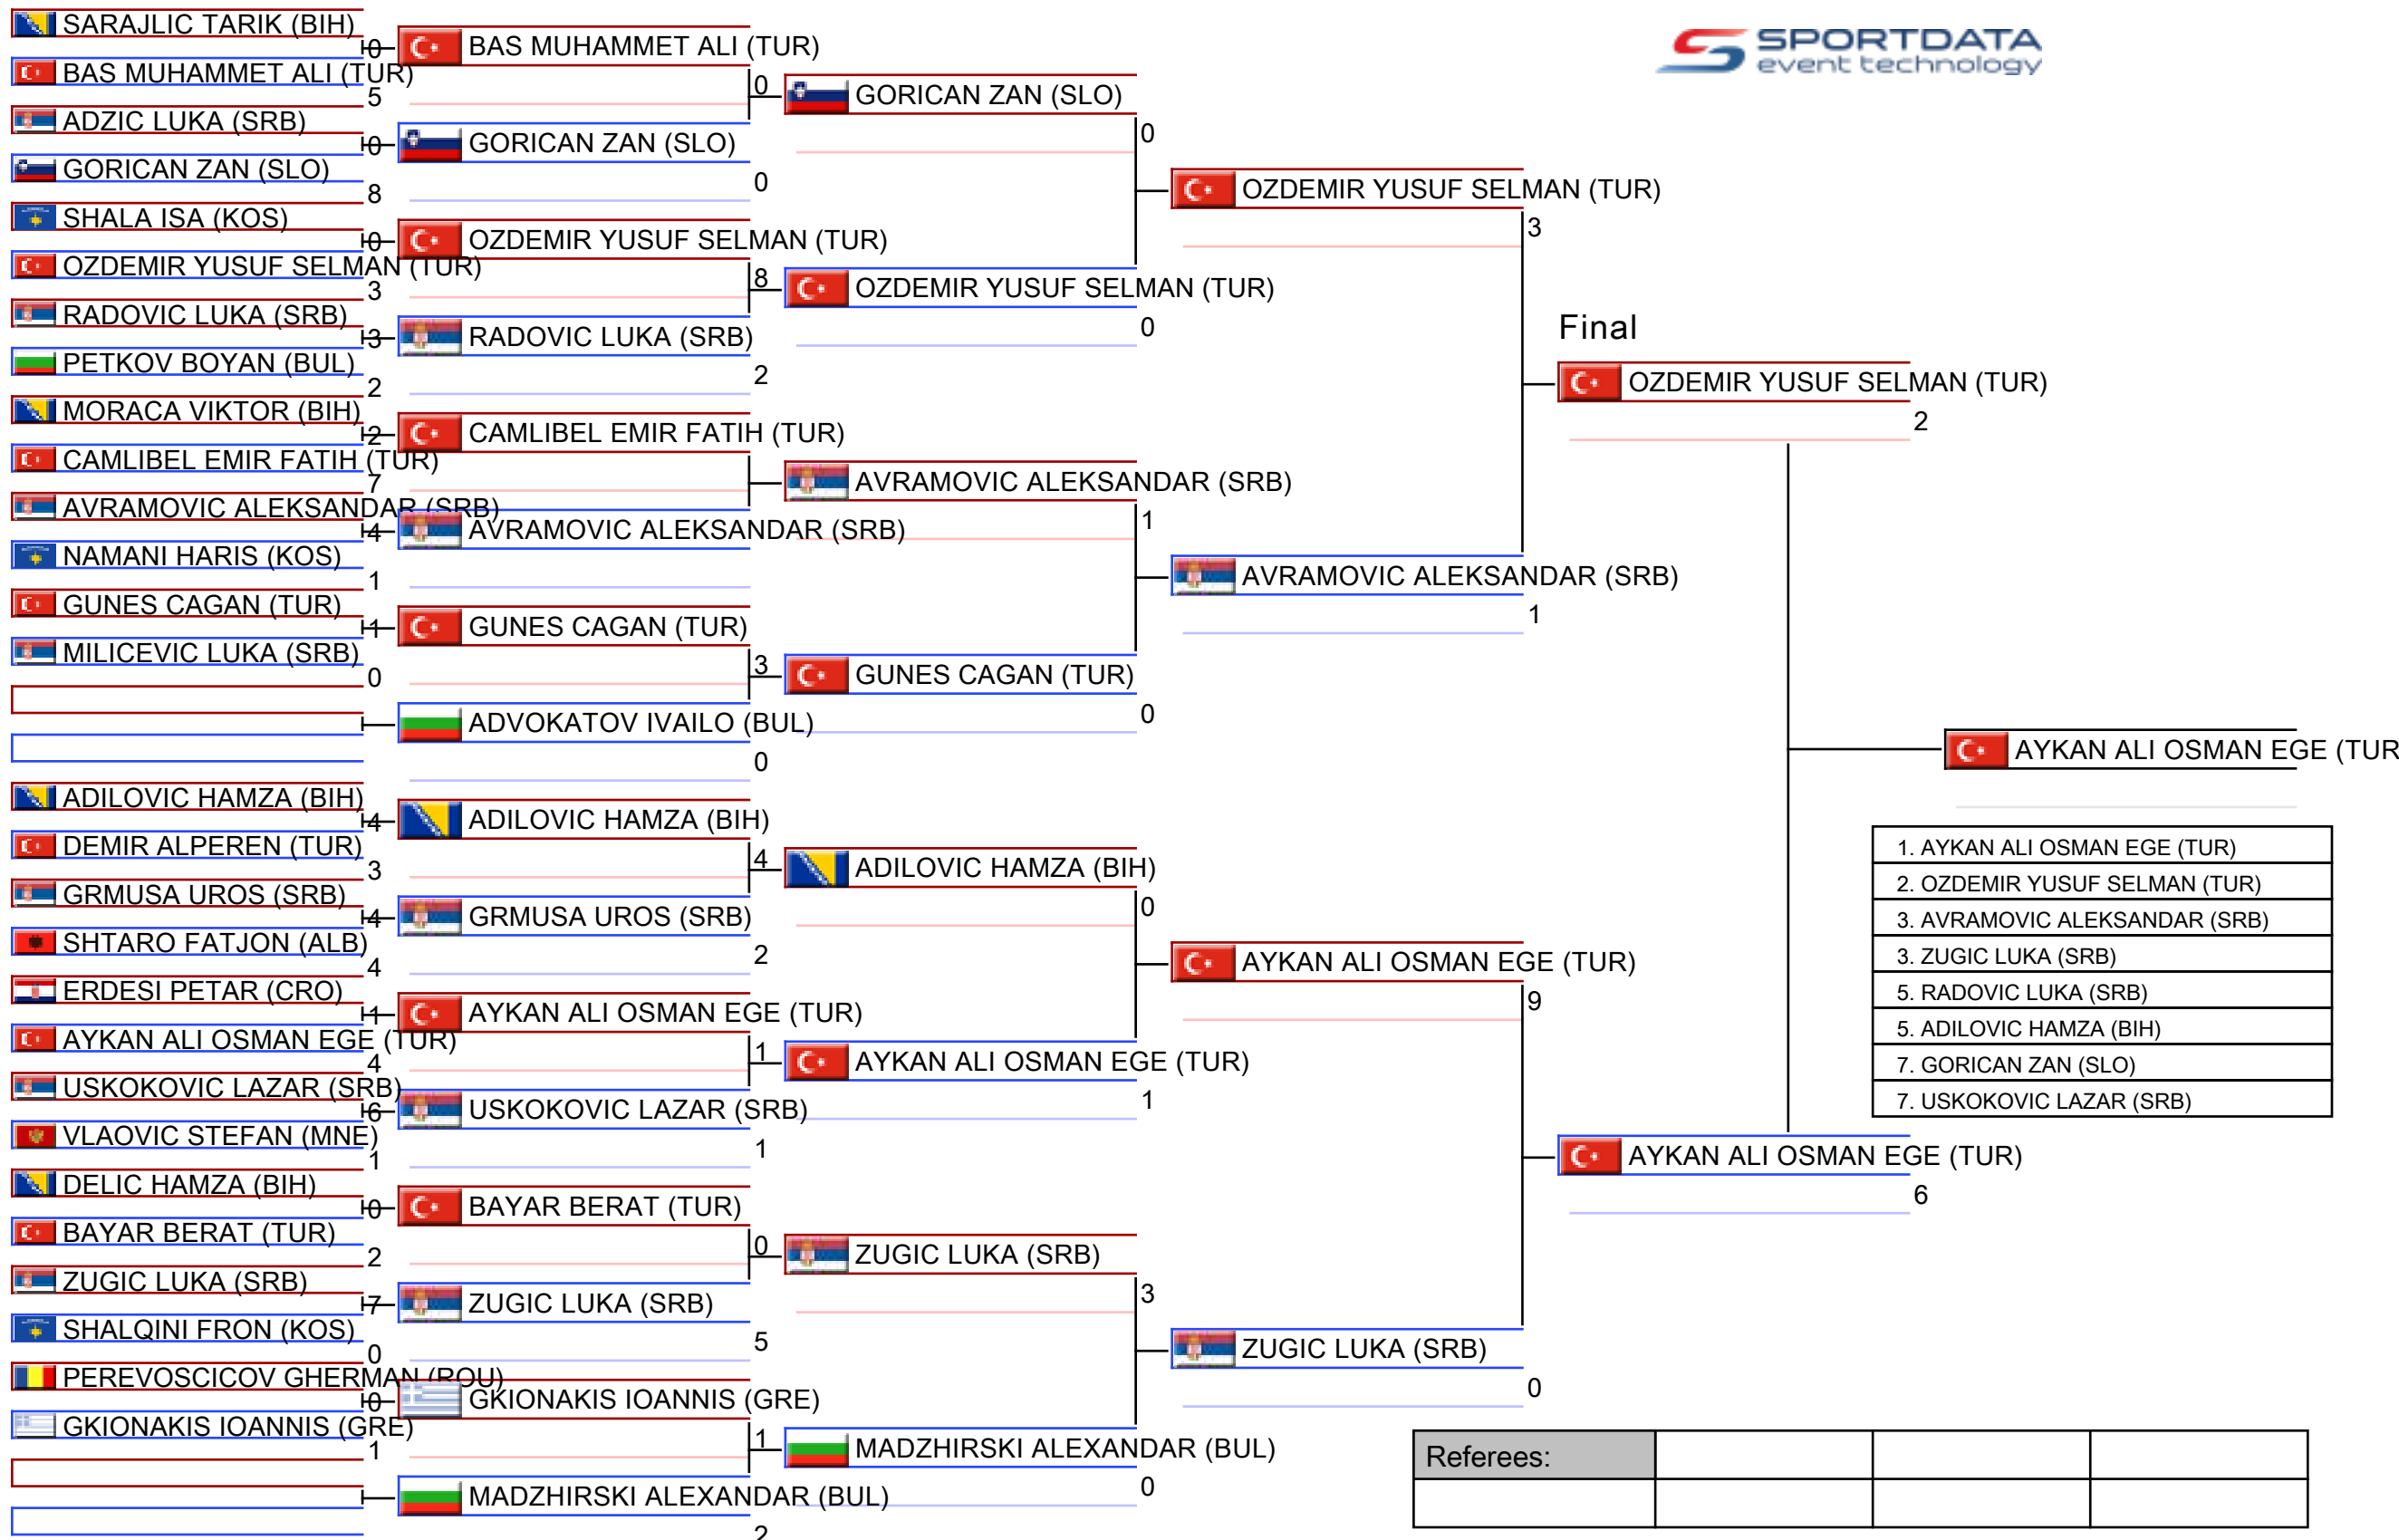 SARAJLIC TARIK (BIH)
0
BAS MUHAMMET ALI (TUR)
5
ADZIC LUKA (SRB)
0
GORICAN ZAN (SLO)
8
SHALA ISA (KOS)
0
OZDEMIR YUSUF SELMAN (TUR)
3
RADOVIC LUKA (SRB)
3
PETKOV BOYAN (BUL)
2
MORACA VIKTOR (BIH)
2
CAMLIBEL EMIR FATIH (TUR)
7
AVRAMOVIC ALEKSANDAR (SRB)
4
NAMANI HARIS (KOS)
1
GUNES CAGAN (TUR)
1
MILICEVIC LUKA (SRB)
0
ADILOVIC HAMZA (BIH)
4
DEMIR ALPEREN (TUR)
3
GRMUSA UROS (SRB)
4
SHTARO FATJON (ALB)
4
ERDESI PETAR (CRO)
1
AYKAN ALI OSMAN EGE (TUR)
4
USKOKOVIC LAZAR (SRB)
6
VLAOVIC STEFAN (MNE)
1
DELIC HAMZA (BIH)
0
BAYAR BERAT (TUR)
2
ZUGIC LUKA (SRB)
7
SHALQINI FRON (KOS)
0
PEREVOSCICOV GHERMAN (ROU)
0
GKIONAKIS IOANNIS (GRE)
1
BAS MUHAMMET ALI (TUR)
0
GORICAN ZAN (SLO)
0
OZDEMIR YUSUF SELMAN (TUR)
8
RADOVIC LUKA (SRB)
2
CAMLIBEL EMIR FATIH (TUR)
AVRAMOVIC ALEKSANDAR (SRB)
GUNES CAGAN (TUR)
3
ADVOKATOV IVAILO (BUL)
0
ADILOVIC HAMZA (BIH)
4
GRMUSA UROS (SRB)
2
AYKAN ALI OSMAN EGE (TUR)
1
USKOKOVIC LAZAR (SRB)
1
BAYAR BERAT (TUR)
0
ZUGIC LUKA (SRB)
5
GKIONAKIS IOANNIS (GRE)
1
MADZHIRSKI ALEXANDAR (BUL)
2
GORICAN ZAN (SLO)
0
OZDEMIR YUSUF SELMAN (TUR)
0
AVRAMOVIC ALEKSANDAR (SRB)
1
GUNES CAGAN (TUR)
0
ADILOVIC HAMZA (BIH)
0
AYKAN ALI OSMAN EGE (TUR)
1
ZUGIC LUKA (SRB)
3
MADZHIRSKI ALEXANDAR (BUL)
0
OZDEMIR YUSUF SELMAN (TUR)
3
AVRAMOVIC ALEKSANDAR (SRB)
1
AYKAN ALI OSMAN EGE (TUR)
9
ZUGIC LUKA (SRB)
0
SPORTDATA
event technology
Final
OZDEMIR YUSUF SELMAN (TUR)
2
AYKAN ALI OSMAN EGE (TUR)
6
AYKAN ALI OSMAN EGE (TUR
1. AYKAN ALI OSMAN EGE (TUR)
2. OZDEMIR YUSUF SELMAN (TUR)
3. AVRAMOVIC ALEKSANDAR (SRB)
3. ZUGIC LUKA (SRB)
5. RADOVIC LUKA (SRB)
5. ADILOVIC HAMZA (BIH)
7. GORICAN ZAN (SLO)
7. USKOKOVIC LAZAR (SRB)
Referees: